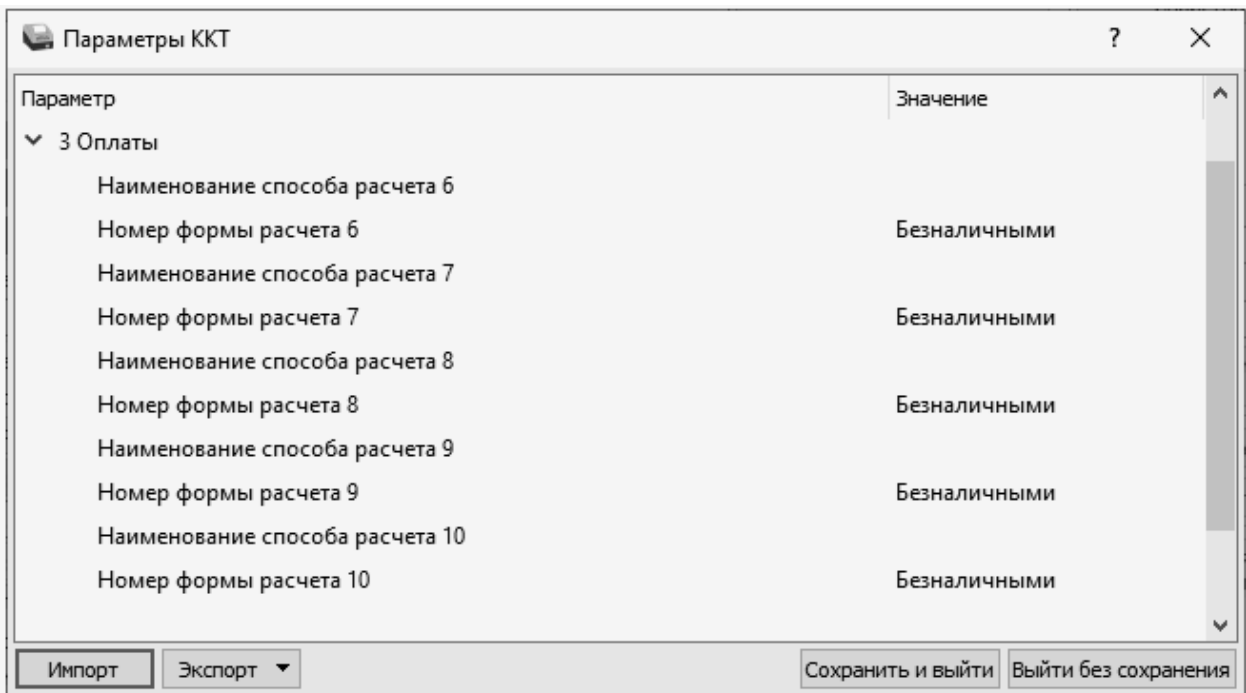 Параметры ККТ ?
Параметр Значение
3 Оплаты
Наименование способа расчета 6
Номер формы расчета 6 Безналичными
Наименование способа расчета 7
Номер формы расчета 7 Безналичными
Наименование способа расчета 8
Номер формы расчета 8 Безналичными
Наименование способа расчета 9
Номер формы расчета 9 Безналичными
Наименование способа расчета 10
Номер формы расчета 10 Безналичными
Импорт Экспорт Сохранить и выйти Выйти без сохранения